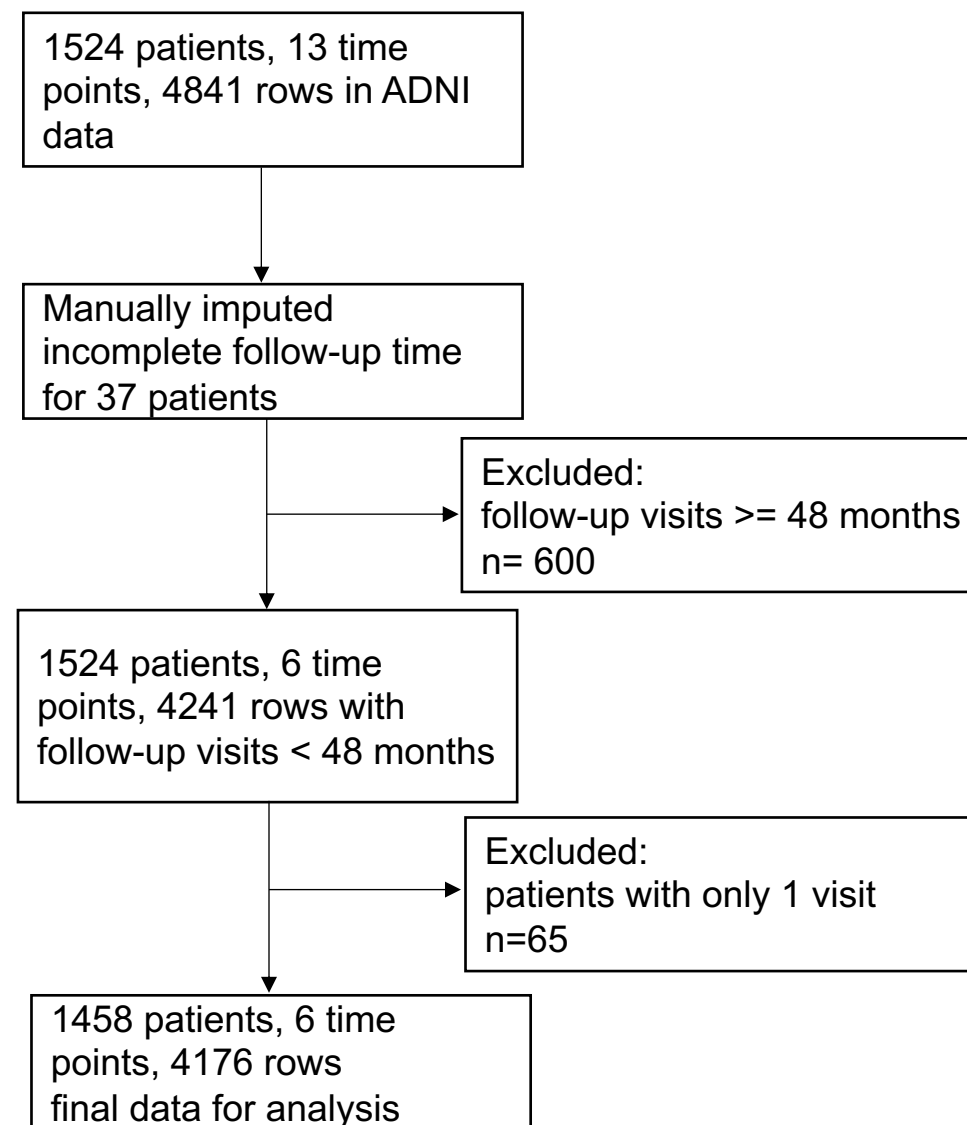 1524 patients, 13 time
points, 4841 rows in ADNI
data
Manually imputed
incomplete follow-up time
for 37 patients
Excluded:
follow-up visits >= 48 months
n= 600
1524 patients, 6 time
points, 4241 rows with
follow-up visits < 48 months
Excluded:
patients with only 1 visit
n=65
1458 patients, 6 time
points, 4176 rows
final data for analysis